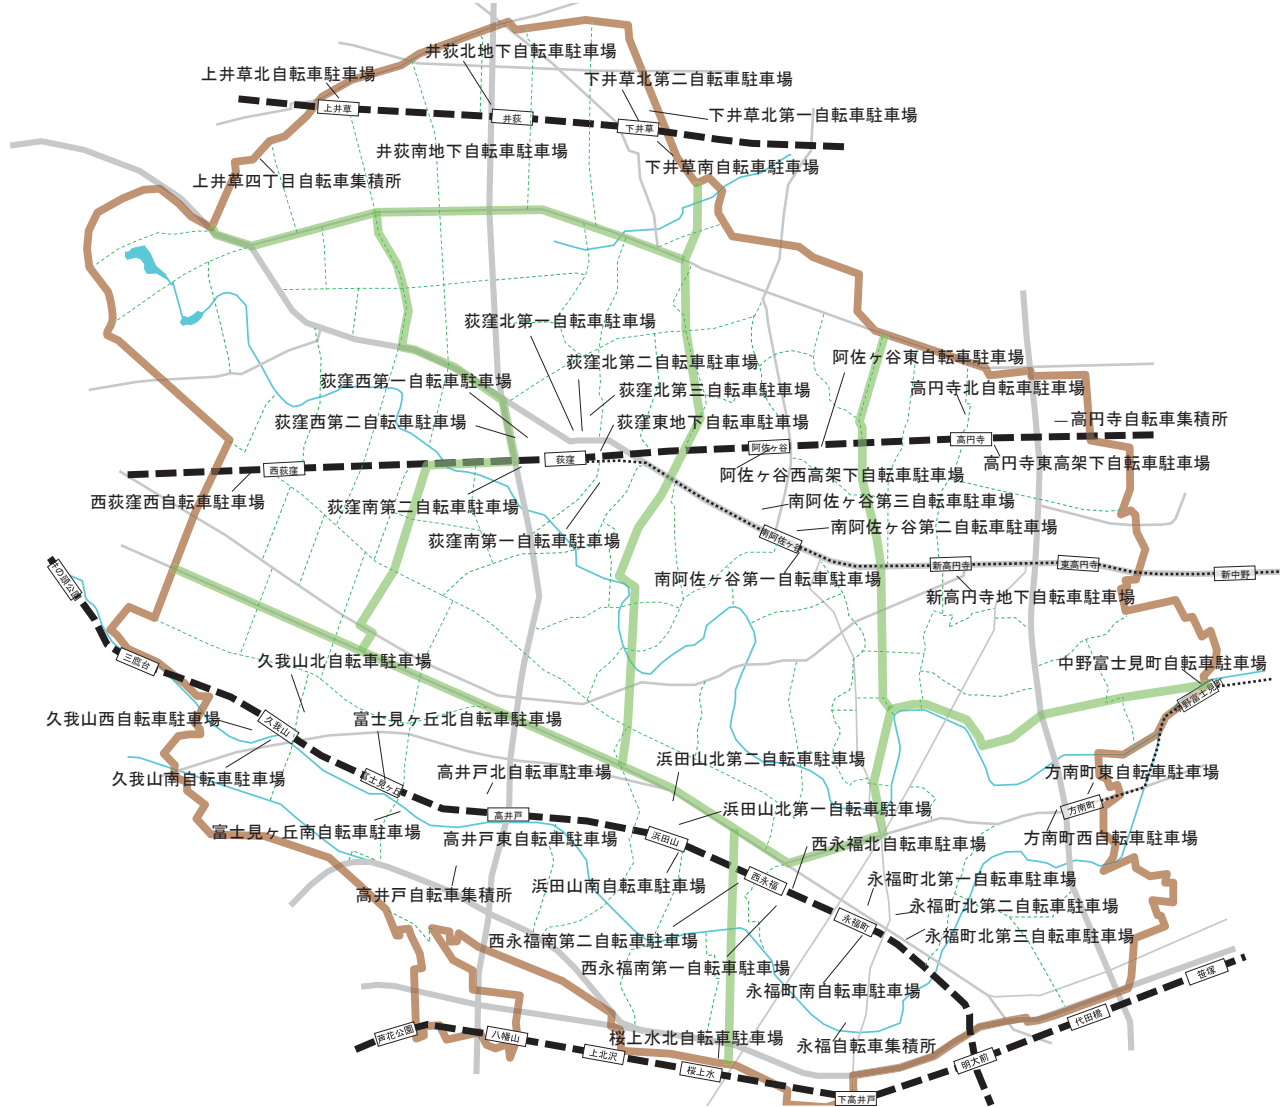 井荻北地下自転車駐車場
上井草北自転車駐車場
下井草北第二自転車駐車場
上井草
井荻
下井草
下井草北第一自転車駐車場
井荻南地下自転車駐車場
下井草南自転車駐車場
上井草四丁目自転車集積所
荻窪北第一自転車駐車場
荻窪北第二自転車駐車場
阿佐ヶ谷東自転車駐車場
荻窪西第一自転車駐車場
荻窪北第三自転車駐車場
高円寺北自転車駐車場
荻窪西第二自転車駐車場
荻窪東地下自転車駐車場
高円寺自転車集積所
西荻窪
荻窪
阿佐ヶ谷
高円寺
阿佐ヶ谷西高架下自転車駐車場
高円寺東高架下自転車駐車場
西荻窪西自転車駐車場
荻窪南第二自転車駐車場
南阿佐ヶ谷第三自転車駐車場
南阿佐ヶ谷第二自転車駐車場
荻窪南第一自転車駐車場
南阿佐ヶ谷
南阿佐ヶ谷第一自転車駐車場
新高円寺
東高円寺
新中野
井の頭公園
新高円寺地下自転車駐車場
三鷹台
久我山北自転車駐車場
中野富士見町自転車駐車場
中野富士見町
久我山西自転車駐車場
久我山
富士見ヶ丘北自転車駐車場
久我山南自転車駐車場
富士見ヶ丘
高井戸北自転車駐車場
浜田山北第二自転車駐車場
方南町東自転車駐車場
高井戸
浜田山北第一自転車駐車場
方南町
富士見ヶ丘南自転車駐車場
高井戸東自転車駐車場
浜田山
西永福北自転車駐車場
方南町西自転車駐車場
高井戸自転車集積所
浜田山南自転車駐車場
西永福
永福町北第一自転車駐車場
永福町北第二自転車駐車場
永福町
西永福南第二自転車駐車場
永福町北第三自転車駐車場
西永福南第一自転車駐車場
永福町南自転車駐車場
笹塚
代田橋
芦花公園
八幡山
桜上水北自転車駐車場
永福自転車集積所
上北沢
桜上水
明大前
下高井戸